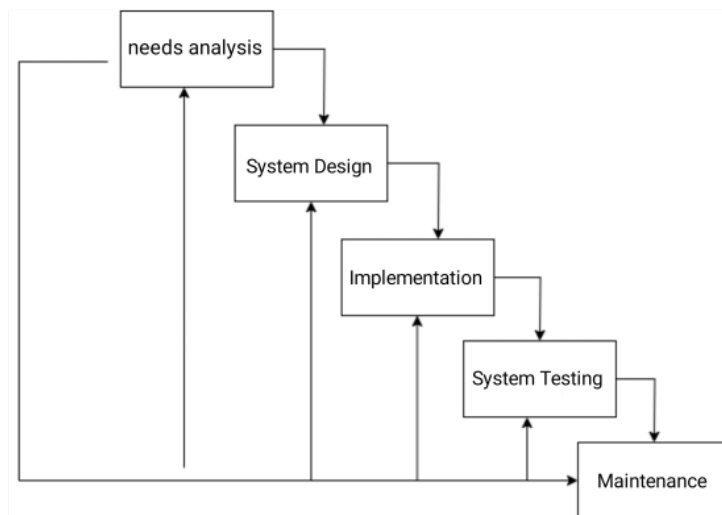 needs analysis
System Design
Implementation
System Testing
Maintenance